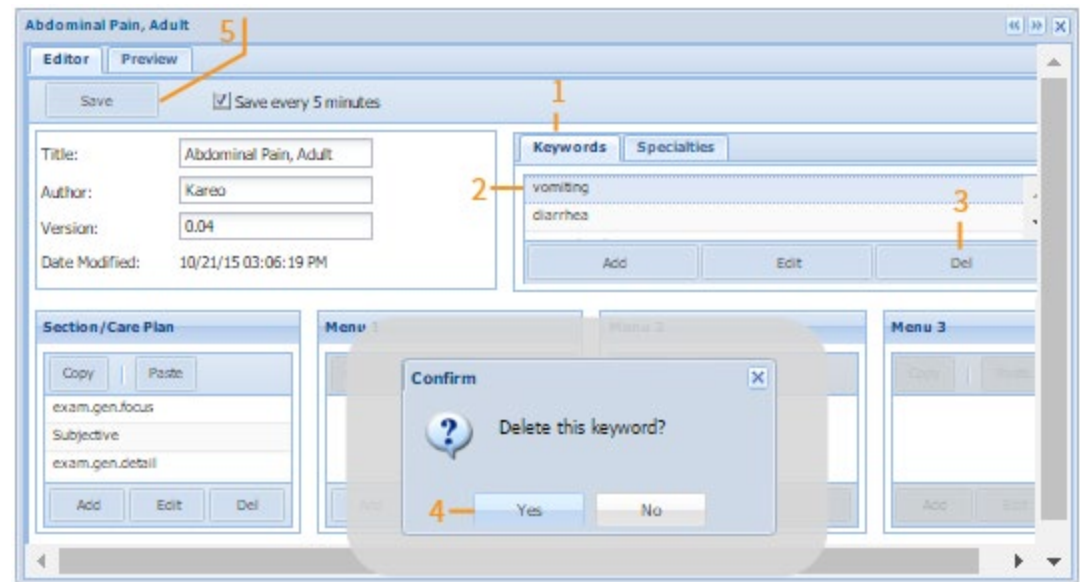 Abdominal Pain, Adult
5
Editor Preview
Save
Save every 5 minutes
1
Title: Abdominal Pain, Adult
Author: Kareo
Version: 0.04
Date Modified: 10/21/15 03:06:19 PM
Keywords Specialties
2
vomiting
diarrhea
3
Add Edit Del
Section/Care Plan
Copy Paste
exam.gen.focus
Subjective
exam.gen.detail
Add Edit Del
Menu 1
Menu 2
Menu 3
Copy
Add Edit
Confirm
Delete this keyword?
4
Yes No